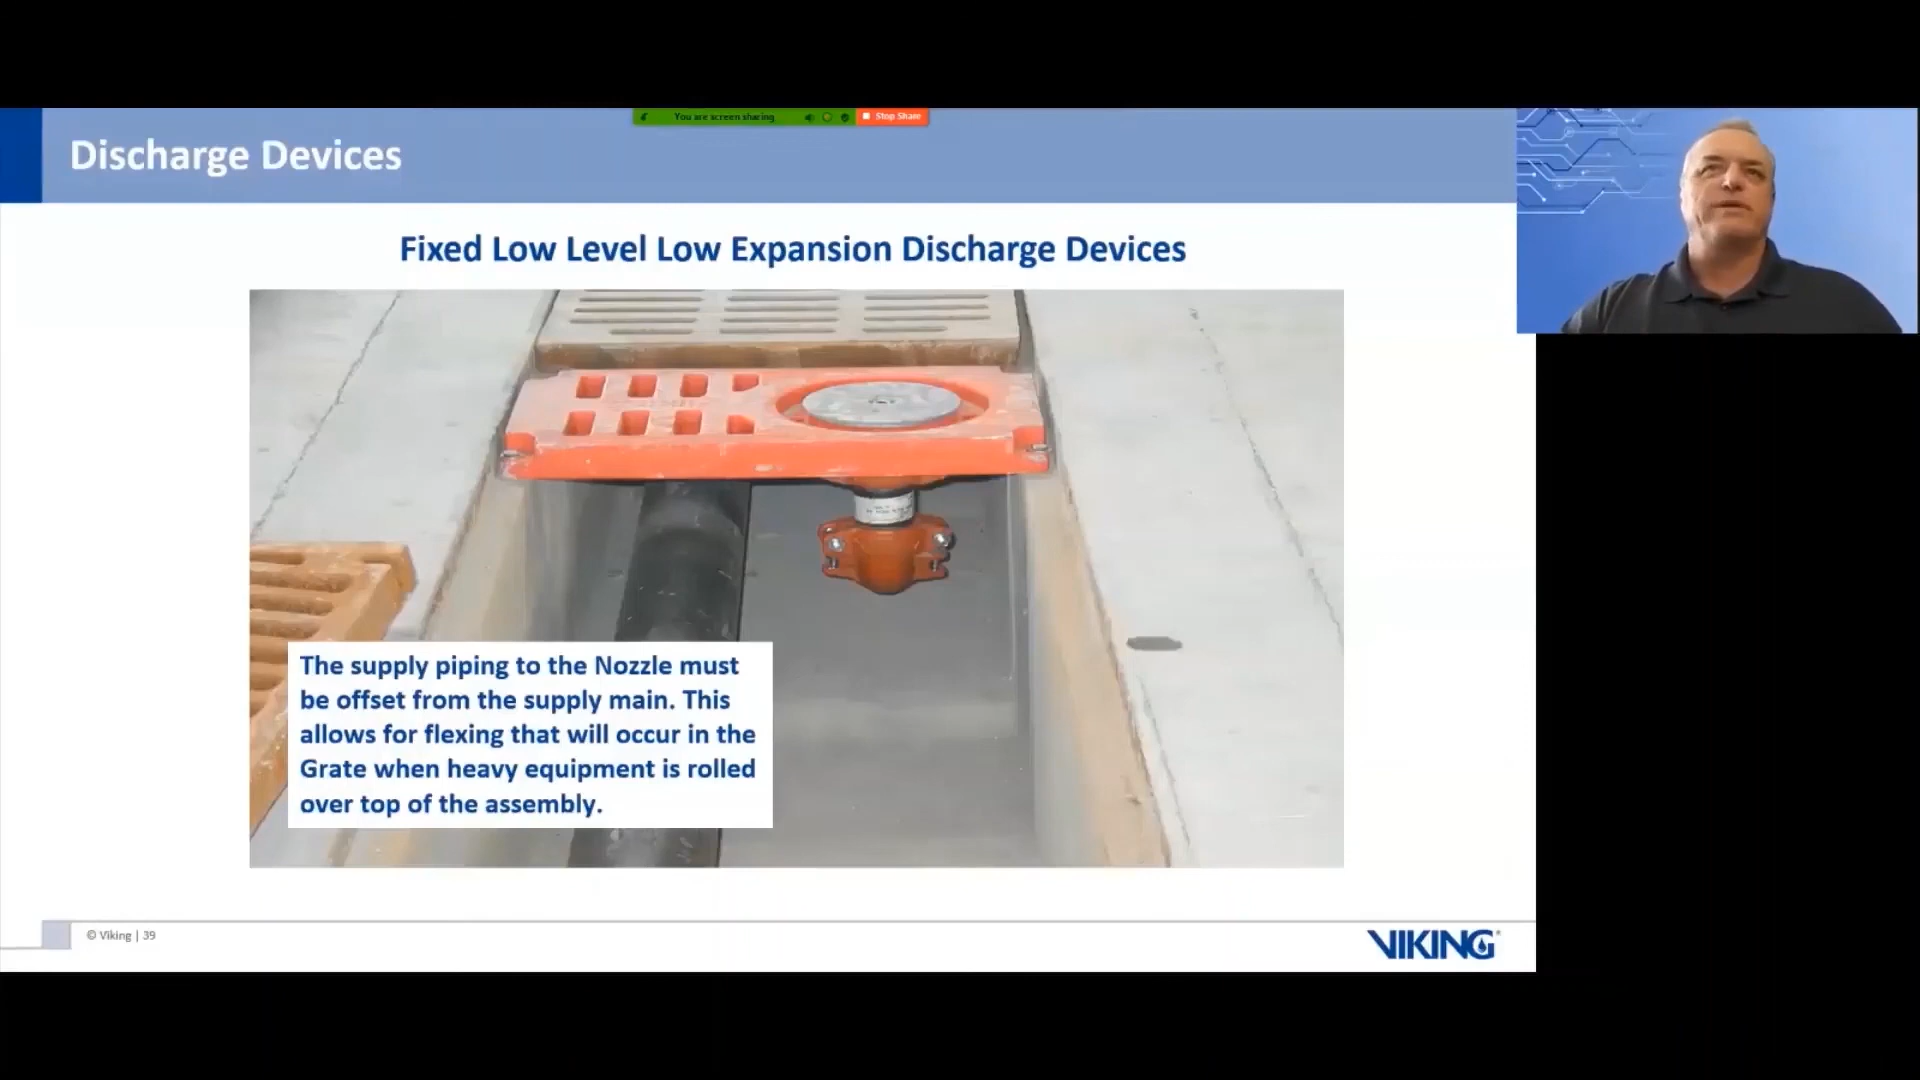 You are screen sharing
Stop Share
Discharge Devices
Fixed Low Level Low Expansion Discharge Devices
The supply piping to the Nozzle must
be offset from the supply main. This
allows for flexing that will occur in the
Grate when heavy equipment is rolled
over top of the assembly.
© Viking | 39
VIKING